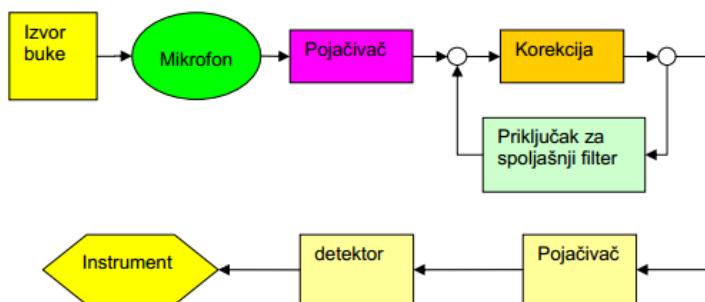 Izvor
buke
Mikrofon
Pojačivač
Korekcija
Priključak za
spoljašnji filter
Instrument
detektor
Pojačivač